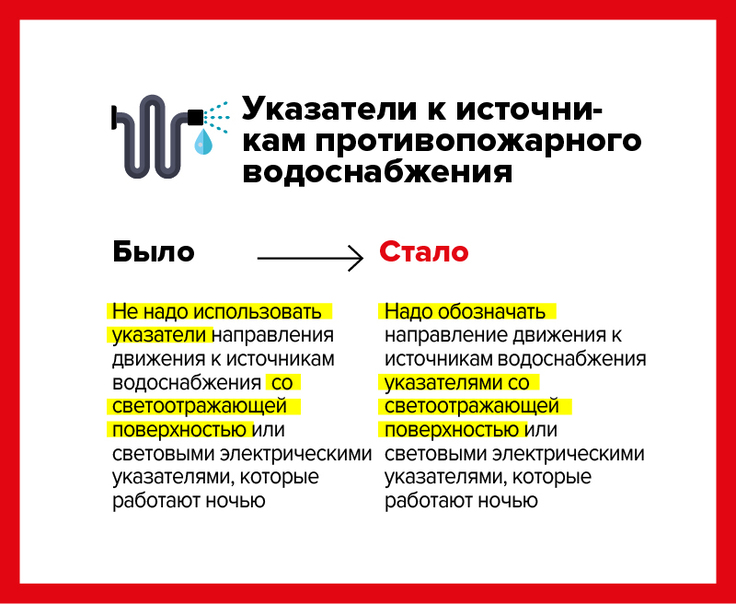 Указатели к источни-
кам противопожарного
водоснабжения
Было
Стало
Не надо использовать
указатели направления
движения к источникам
водоснабжения со
светоотражающей
поверхностью или
световыми электрическими
указателями, которые
работают ночью
Надо обозначать
направление движения к
источникам водоснабжения
указателями со
светоотражающей
поверхностью или
световыми электрическими
указателями, которые
работают ночью